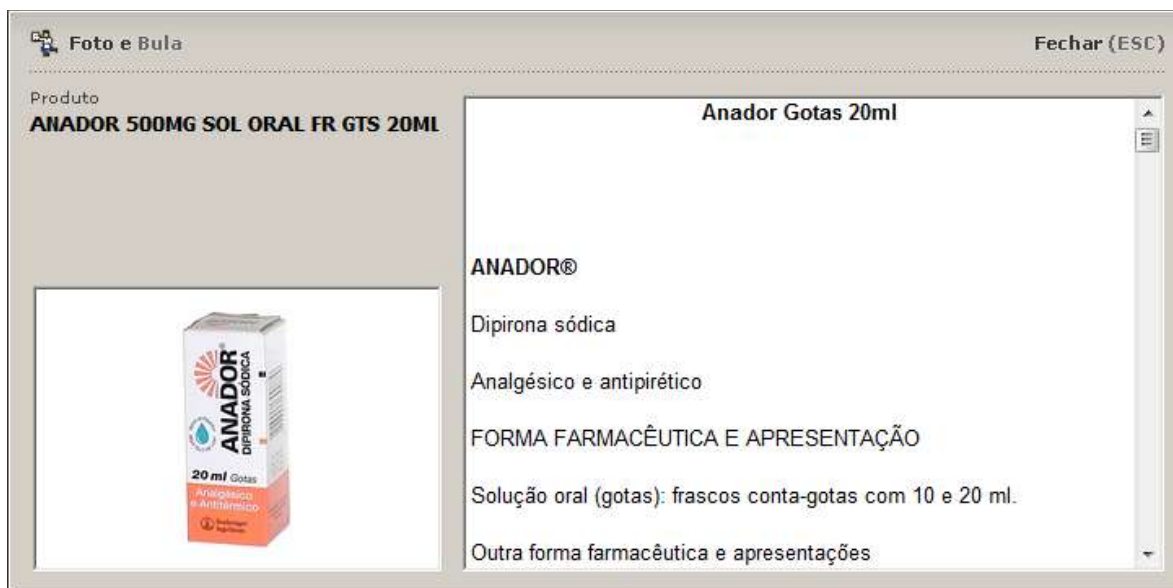 Foto e Bula
Fechar (ESC)
Produto
ANADOR 500MG SOL ORAL FR GTS 20ML
ANADOR®
DIPIRONA SÓDICA
20 ml Gotas
Analgésico
e Antitérmico
Anador Gotas 20ml
ANADOR®
Dipirona sódica
Analgésico e antipirético
FORMA FARMACÊUTICA E APRESENTAÇÃO
Solução oral (gotas): frascos conta-gotas com 10 e 20 ml.
Outra forma farmacêutica e apresentações